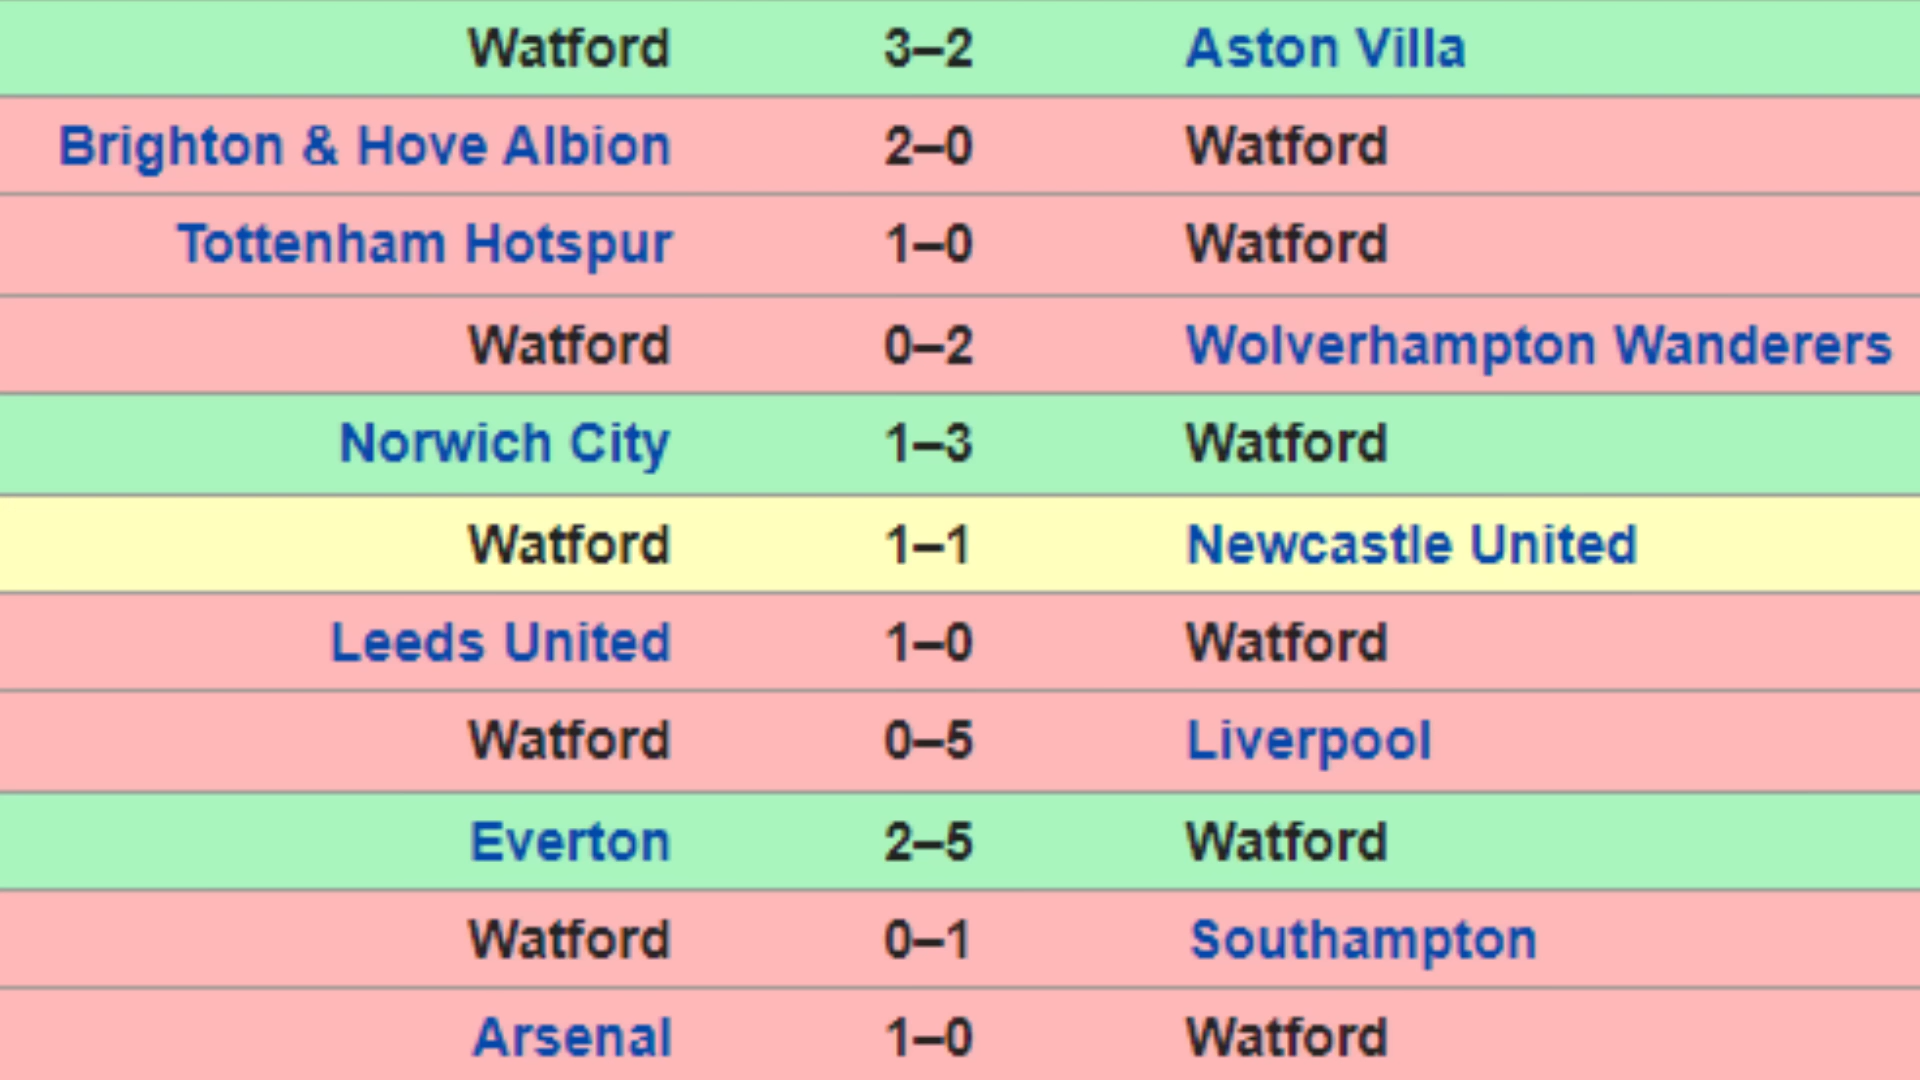 Watford 3–2 Aston Villa
Brighton & Hove Albion 2–0 Watford
Tottenham Hotspur 1–0 Watford
Watford 0–2 Wolverhampton Wanderers
Norwich City 1–3 Watford
Watford 1–1 Newcastle United
Leeds United 1–0 Watford
Watford 0–5 Liverpool
Everton 2–5 Watford
Watford 0–1 Southampton
Arsenal 1–0 Watford